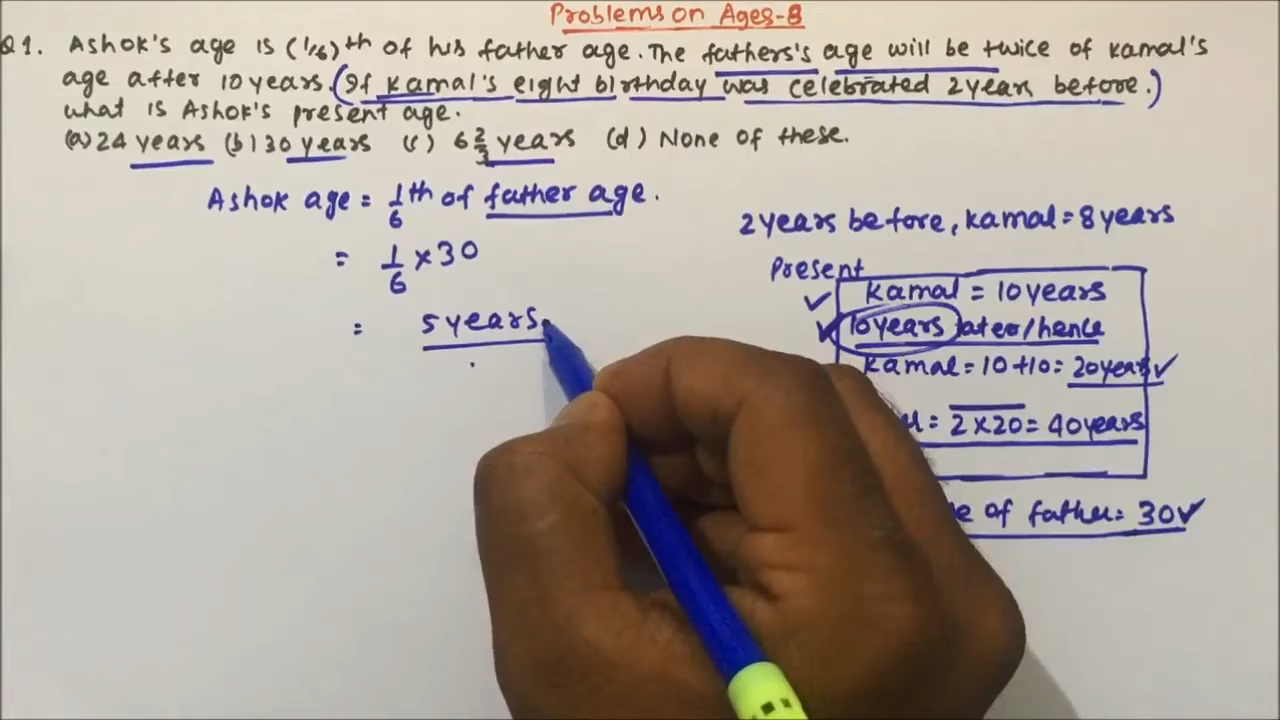 Problems on Ages-8
Q1. Ashok's age is (1/6)th of his father age. The fathers's age will be twice of Kamal's
age after 10 years. (If Kamal's eight birthday was celebrated 2 year before.)
what is Ashok's present age.
(a) 24 years (b) 30 years (c) 6 2/3 years (d) None of these.
Ashok age = 1/6 th of father age.
= 1/6 × 30
= 5 years.
2 years before, Kamal = 8 years
Present
Kamal = 10 years
10 years later/hence
Kamal = 10 + 10 = 20 years
= 2 × 20 = 40 years
of father = 30